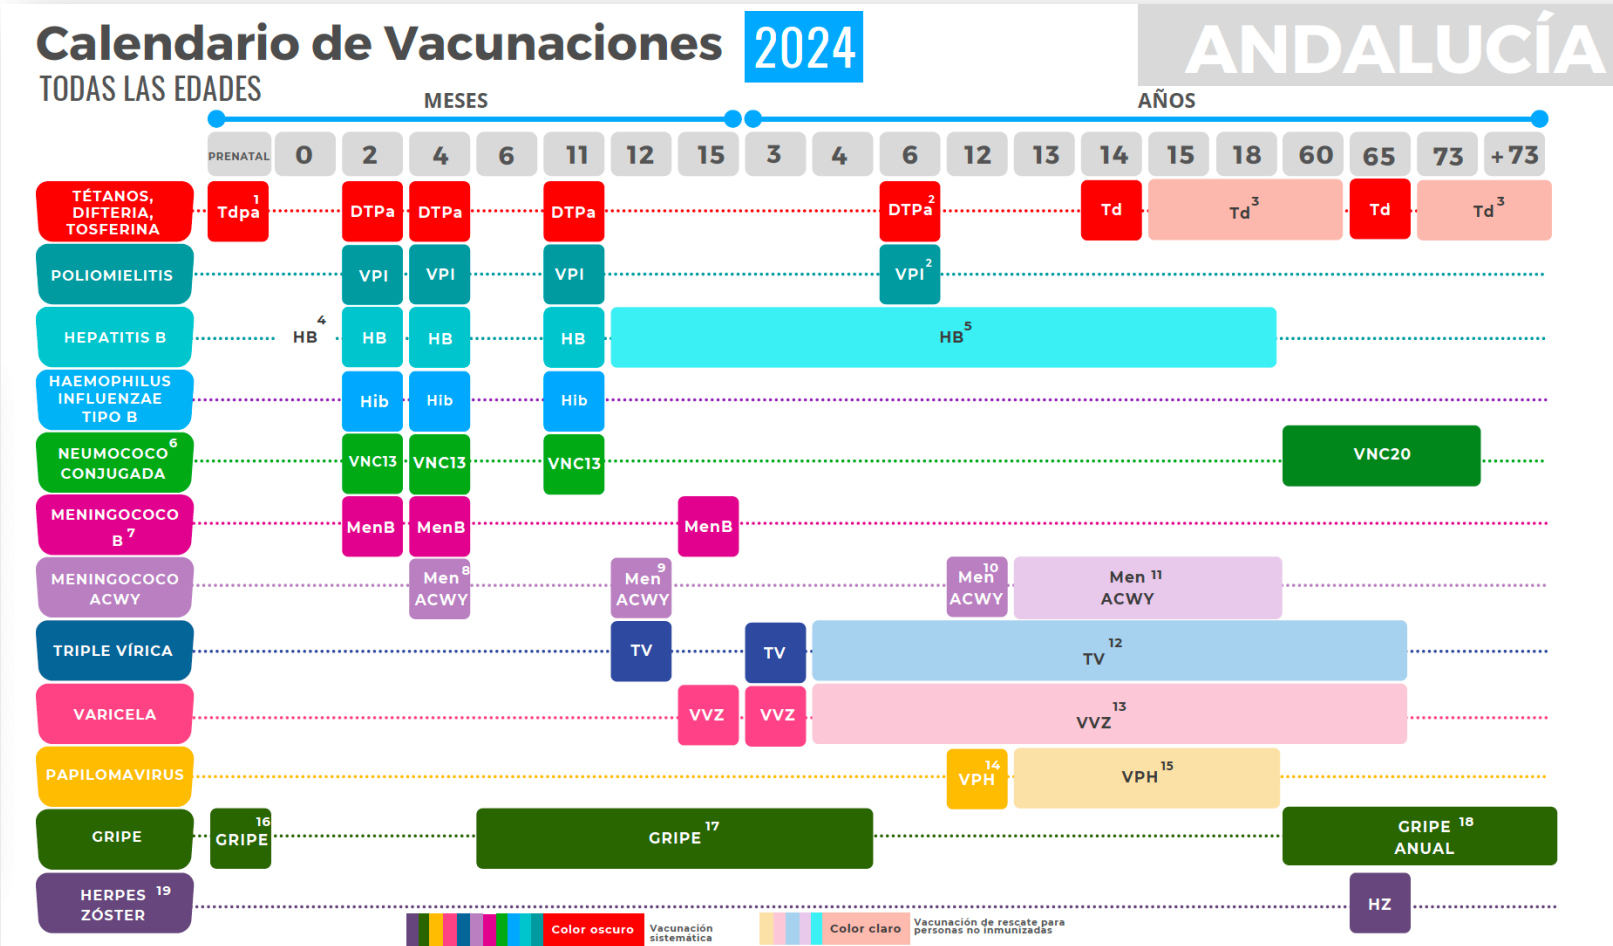 Calendario de Vacunaciones 2024 ANDALUCÍA
TODAS LAS EDADES
MESES AÑOS
PRENATAL 0 2 4 6 11 12 15 3 4 6 12 13 14 15 18 60 65 73 +73
TÉTANOS,
DIFTERIA,
TOSFERINA
Tdpa 1 DTPa DTPa DTPa DTPa 2 Td Td 3 Td Td 3
POLIOMIELITIS VPI VPI VPI VPI 2
HEPATITIS B HB 4 HB HB HB HB 5
HAEMOPHILUS
INFLUENZAE
TIPO B
Hib Hib Hib
NEUMOCOCO 6
CONJUGADA
VNC13 VNC13 VNC13 VNC20
MENINGOCOCO
B 7
MenB MenB MenB
MENINGOCOCO
ACWY
Men 8 Men 9 Men 10 Men 11
ACWY ACWY ACWY ACWY
TRIPLE VÍRICA TV TV TV 12
VARICELA VVZ VVZ VVZ 13
PAPILOMAVIRUS VPH 14 VPH 15
GRIPE GRIPE 16 GRIPE 17 GRIPE 18
ANUAL
HERPES 19
ZÓSTER
HZ
Color oscuro Vacunación
sistemática
Color claro Vacunación de rescate para
personas no inmunizadas